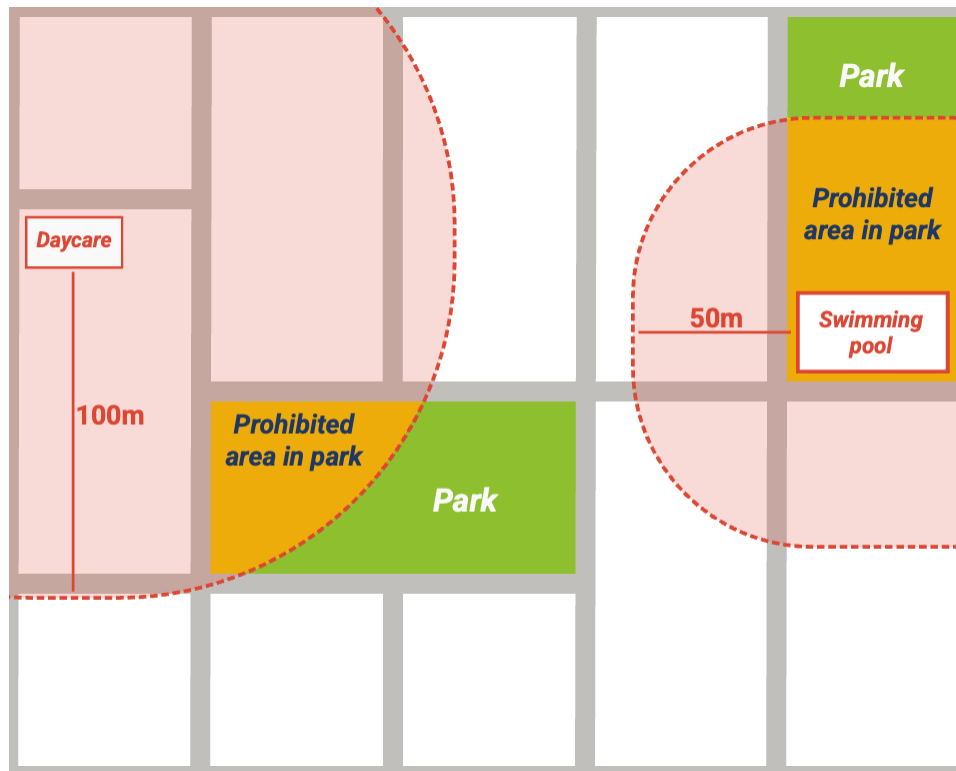 Park
Prohibited
area in park
Daycare
50m
Swimming
pool
100m
Prohibited
area in park
Park